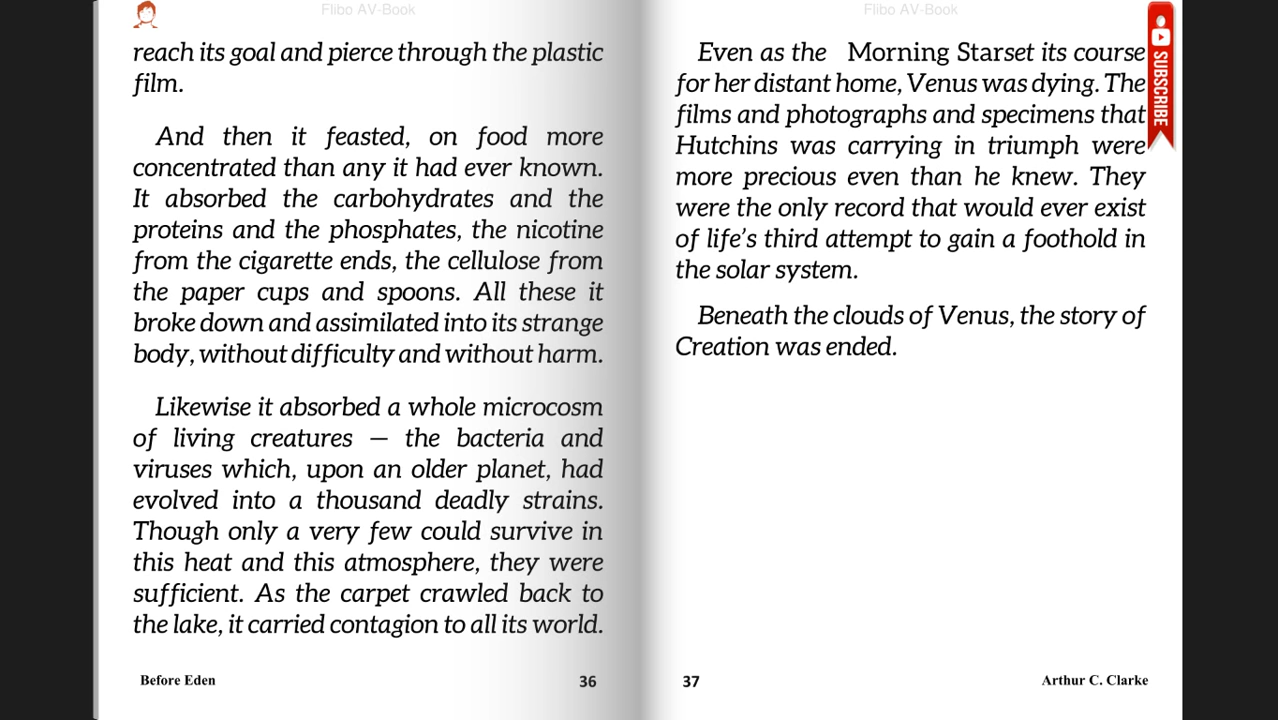 Flibo AV-Book
reach its goal and pierce through the plastic
film.
And then it feasted, on food more
concentrated than any it had ever known.
It absorbed the carbohydrates and the
proteins and the phosphates, the nicotine
from the cigarette ends, the cellulose from
the paper cups and spoons. All these it
broke down and assimilated into its strange
body, without difficulty and without harm.
Likewise it absorbed a whole microcosm
of living creatures — the bacteria and
viruses which, upon an older planet, had
evolved into a thousand deadly strains.
Though only a very few could survive in
this heat and this atmosphere, they were
sufficient. As the carpet crawled back to
the lake, it carried contagion to all its world.
Before Eden
36
Flibo AV-Book
Even as the Morning Starset its course
for her distant home, Venus was dying. The
films and photographs and specimens that
Hutchins was carrying in triumph were
more precious even than he knew. They
were the only record that would ever exist
of life’s third attempt to gain a foothold in
the solar system.
Beneath the clouds of Venus, the story of
Creation was ended.
37
Arthur C. Clarke
SUBSCRIBE